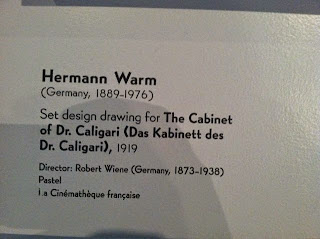 Hermann Warm
(Germany, 1889–1976)
Set design drawing for The Cabinet
of Dr. Caligari (Das Kabinett des
Dr. Caligari), 1919
Director: Robert Wiene (Germany, 1873–1938)
Pastel
La Cinémathèque française